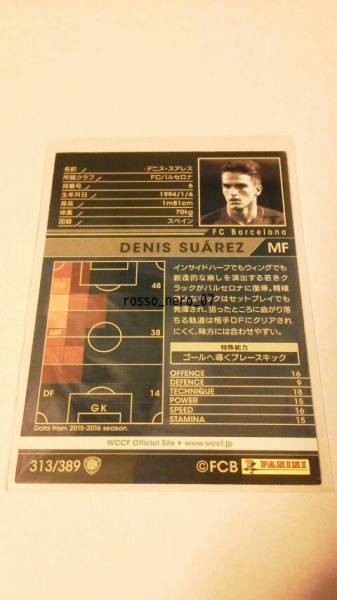 名前 デニス・スアレス
所属クラブ FCバルセロナ
背番号 6
生年月日 1994/1/6
身長 1m81cm
体重 70kg
国籍 スペイン
FC Barcelona
DENIS SUÁREZ MF
インサイドハーフでもウィングでも
創造的な崩しを演出する若きク
ラックがバルセロナに復帰。精確
なキックはセットプレイでも
発揮され、狙ったところに曲がり落
ちる軌道は相手DFにクリアされ
にくく、味方には合わせやすい。
特殊能力
ゴールへ導くプレースキック
FW 48
MF 38
DF 14
GK
OFFENCE 16
DEFENCE 9
TECHNIQUE 18
POWER 15
SPEED 16
STAMINA 15
Data from 2015-2016 season.
WCCF Official Site ▶ www.wccf.jp
313/389
©FCB PANINI
rosso_nero_07